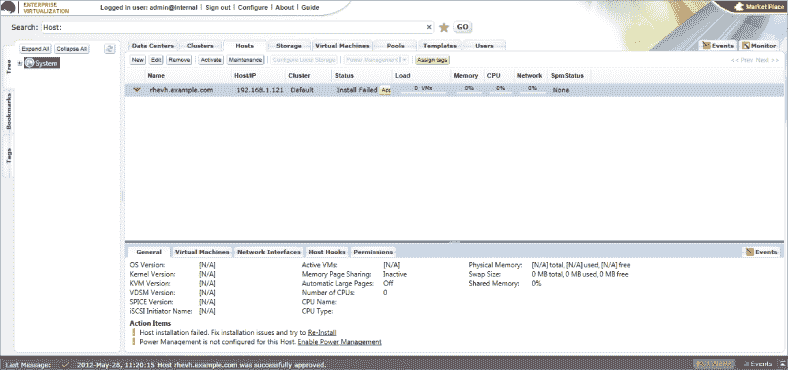 ENTERPRISE VIRTUALIZATION
Logged in user: admin@internal | Sign out | Configure | About | Guide
Market Place
Search: Host: x GO
Expand All Collapse All
Tree
System
Bookmarks
Tags
Data Centers Clusters Hosts Storage Virtual Machines Pools Templates Users Events Monitor
New Edit Remove Activate Maintenance Configure Local Storage Power Management Assign tags << Prev Next >>
Name Host/IP Cluster Status Load Memory CPU Network SpmStatus
rhevh.example.com 192.168.1.121 Default Install Failed 0 VMs 0% 0% 0% None
General Virtual Machines Network Interfaces Host Hooks Permissions Events
OS Version: [N/A] Active VMs: [N/A] Physical Memory: [N/A] total, [N/A] used, [N/A] free
Kernel Version: [N/A] Memory Page Sharing: Inactive Swap Size: 0 MB total, 0 MB used, 0 MB free
KVM Version: [N/A] Automatic Large Pages: Off Shared Memory: 0%
VDSM Version: [N/A] Number of CPUs: 0
SPICE Version: [N/A] CPU Name:
iSCSI Initiator Name: [N/A] CPU Type:
Action Items
Host installation failed. Fix installation issues and try to Re-Install
Power Management is not configured for this Host. Enable Power Management
Last Message: 2012-May-28, 11:20:15 Host rhevh.example.com was successfully approved. Events